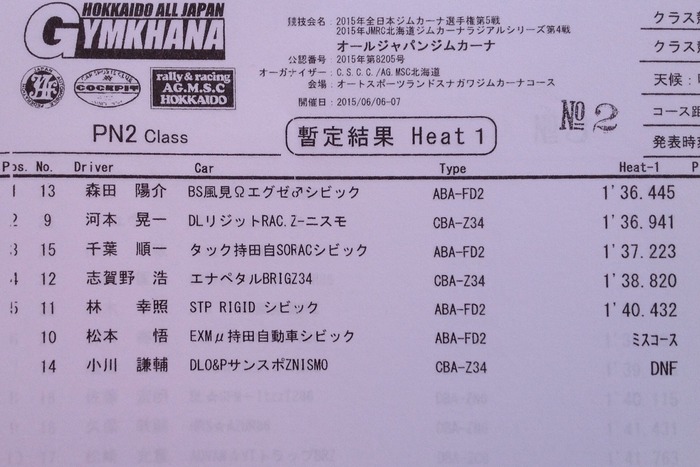 HOKKAIDO ALL JAPAN
GYMKHANA
COCKPIT
rally & racing
AG.M.S.C
HOKKAIDO
競技会名：2015年全日本ジムカーナ選手権第5戦
2015年JMRC北海道ジムカーナラジアルシリーズ第4戦
オールジャパンジムカーナ
公認番号：2015年第8205号
オーガナイザー：C.S.C.C./AG.MSC北海道
会場：オートスポーツランドスナガワジムカーナコース
開催日：2015/06/06-07
No 2
クラス
クラス
天候：
コース距
発表時
PN2 Class
暫定結果 Heat 1
Pos. No. Driver Car Type Heat-1 P
1 13 森田 陽介 BS風見Ωエグゼ♂シビック ABA-FD2 1'36.445
2 9 河本 晃一 DLリジットRAC.Z-ニスモ CBA-Z34 1'36.941
3 15 千葉 順一 タック持田自SORACシビック ABA-FD2 1'37.223
4 12 志賀野 浩 エナペタルBRIGZ34 CBA-Z34 1'38.820
5 11 林 幸照 STP RIGID シビック ABA-FD2 1'40.432
10 松本 悟 EXMμ持田自動車シビック ABA-FD2 ミスコース
14 小川 謙輔 DLO&PサンスポZNISMO CBA-Z34 DNF